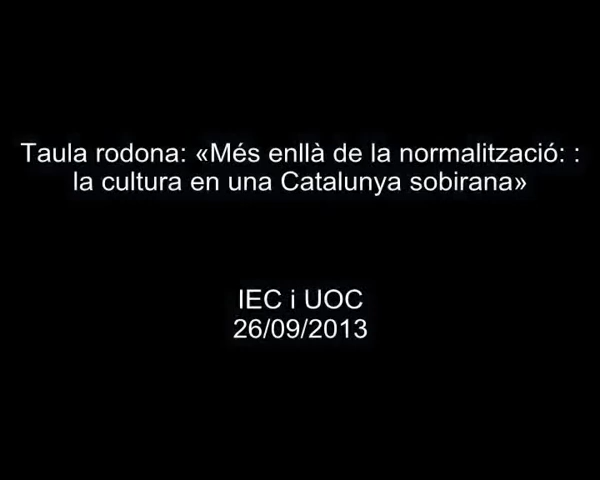 Taula rodona: «Més enllà de la normalització: :
la cultura en una Catalunya sobirana»
IEC i UOC
26/09/2013